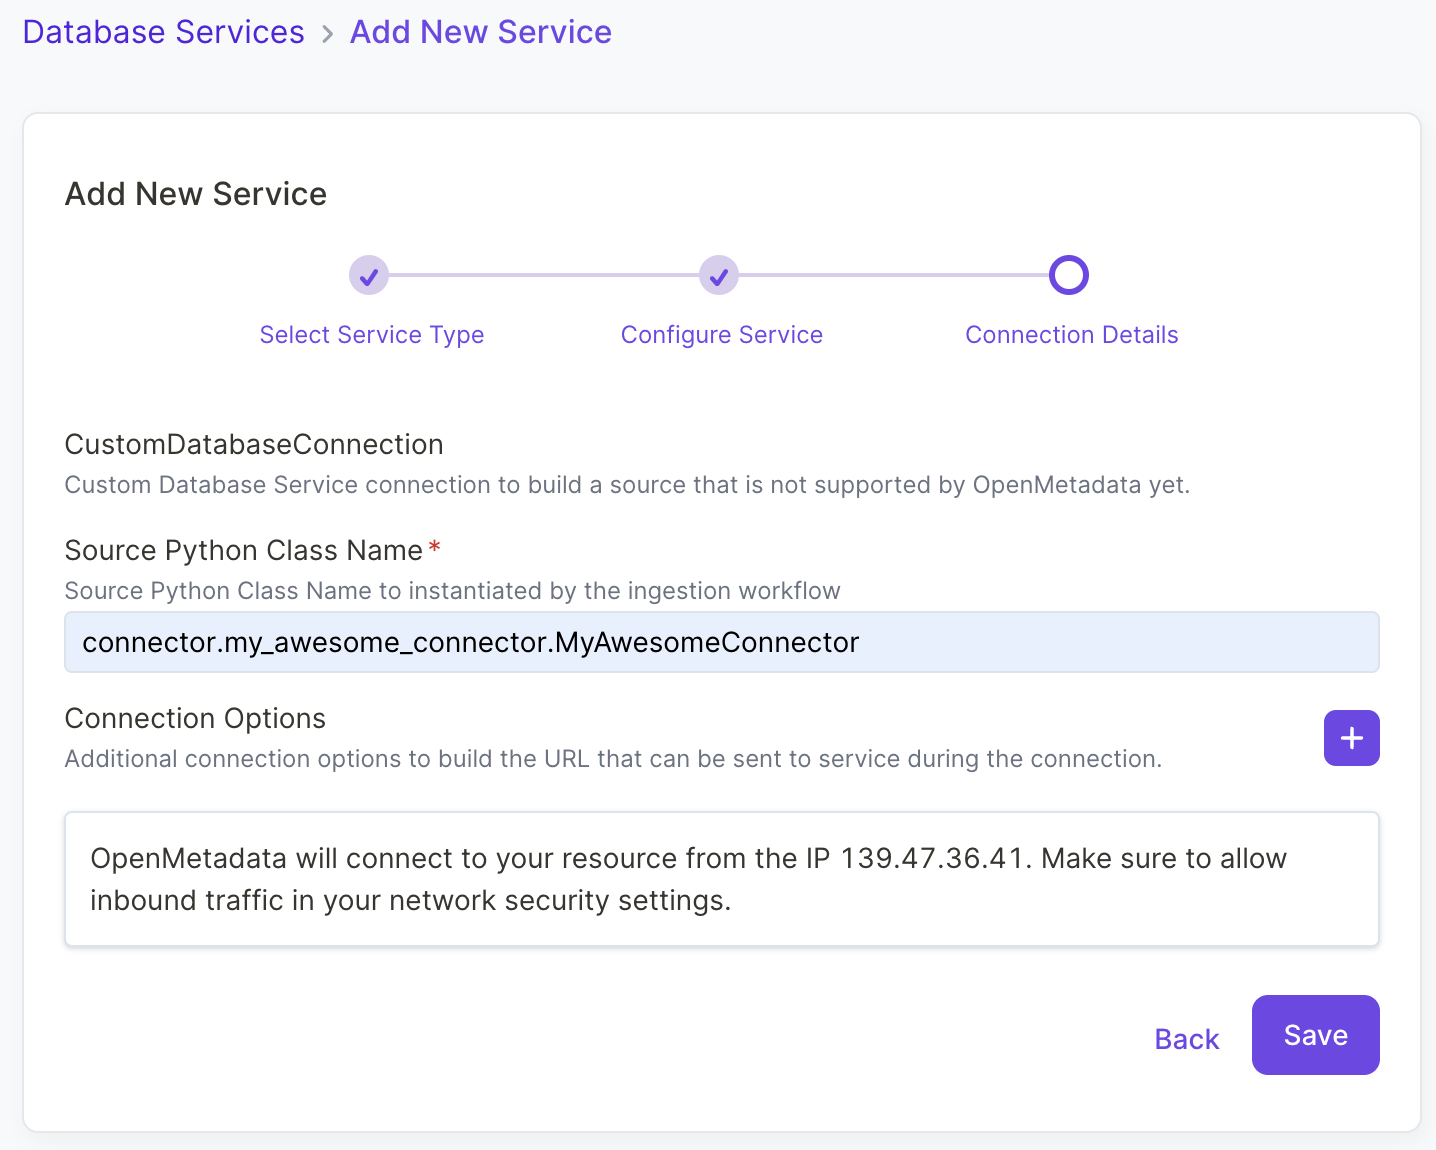 Database Services > Add New Service
Add New Service
Select Service Type
Configure Service
Connection Details
CustomDatabaseConnection
Custom Database Service connection to build a source that is not supported by OpenMetadata yet.
Source Python Class Name*
Source Python Class Name to instantiated by the ingestion workflow
connector.my_awesome_connector.MyAwesomeConnector
Connection Options
Additional connection options to build the URL that can be sent to service during the connection.
OpenMetadata will connect to your resource from the IP 139.47.36.41. Make sure to allow
inbound traffic in your network security settings.
Back
Save